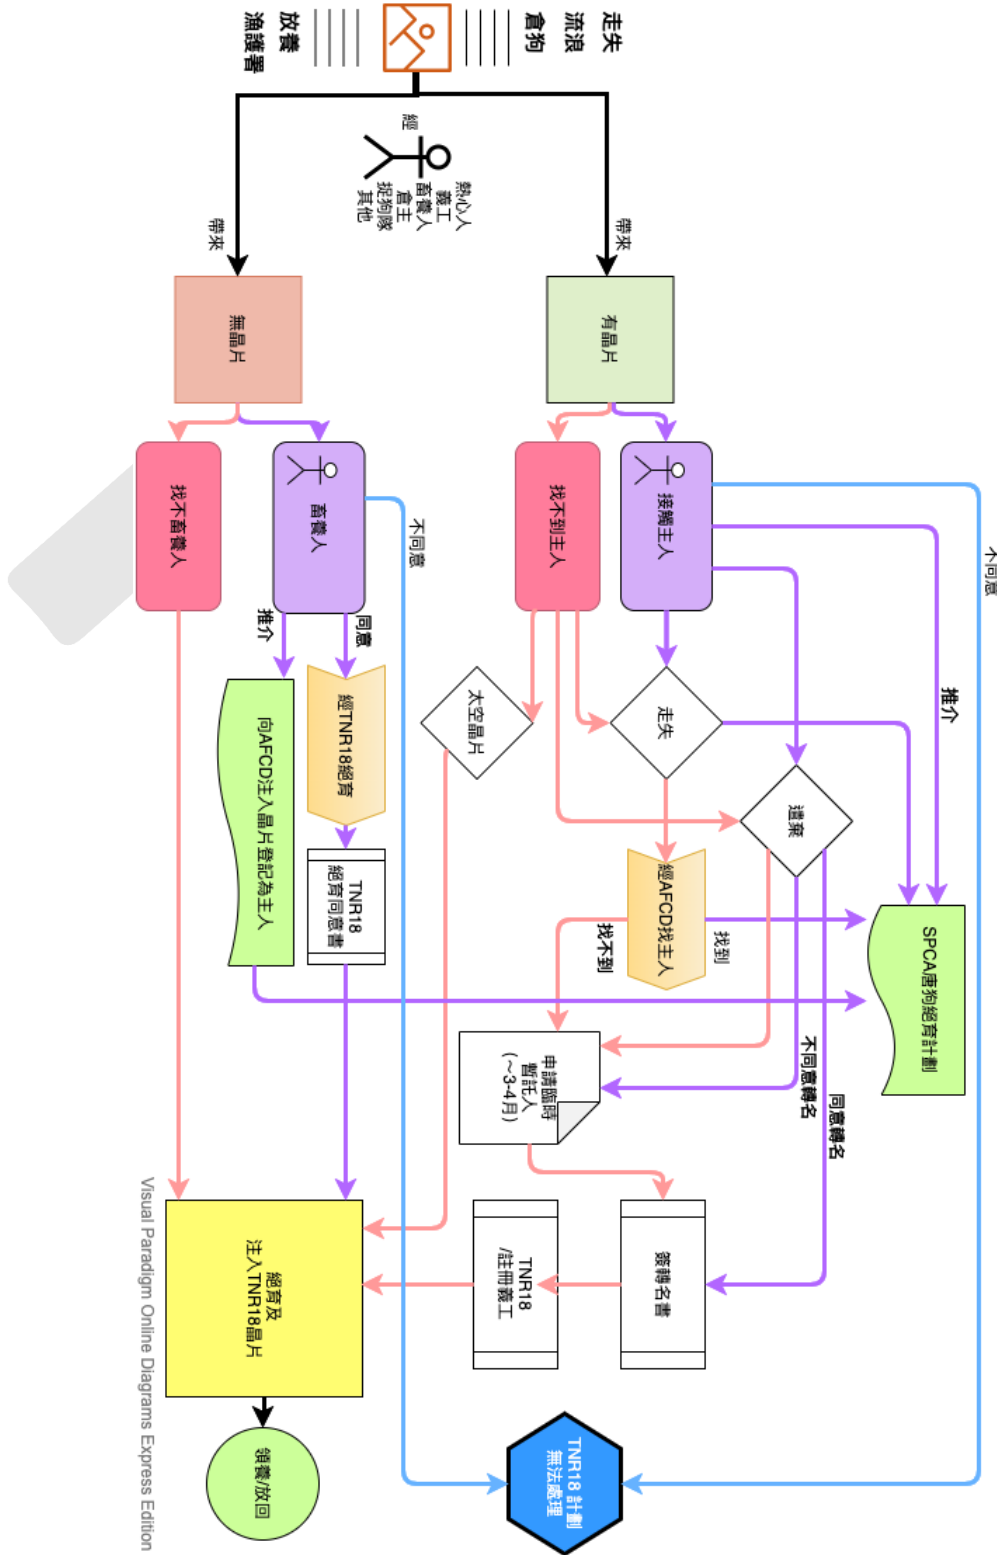 走失
流浪
倉狗
放養
漁護署
熱心人
義工
畜養人
倉主
捉狗隊
其他
經
帶來
帶來
有晶片
無晶片
不同意
接觸主人
找不到主人
推介
走失
遺棄
太空晶片
SPCA唐狗絕育計劃
經AFCD找主人
找到
找不到
同意轉名
不同意轉名
申請臨時
暫託人
(～3-4月)
簽轉名書
TNR18
/註冊義工
TNR18 計劃
無法處理
不同意
畜養人
找不畜養人
同意
推介
經TNR18絕育
TNR18
絕育同意書
向AFCD注入晶片登記為主人
絕育及
注入TNR18晶片
領養/放回
Visual Paradigm Online Diagrams Express Edition